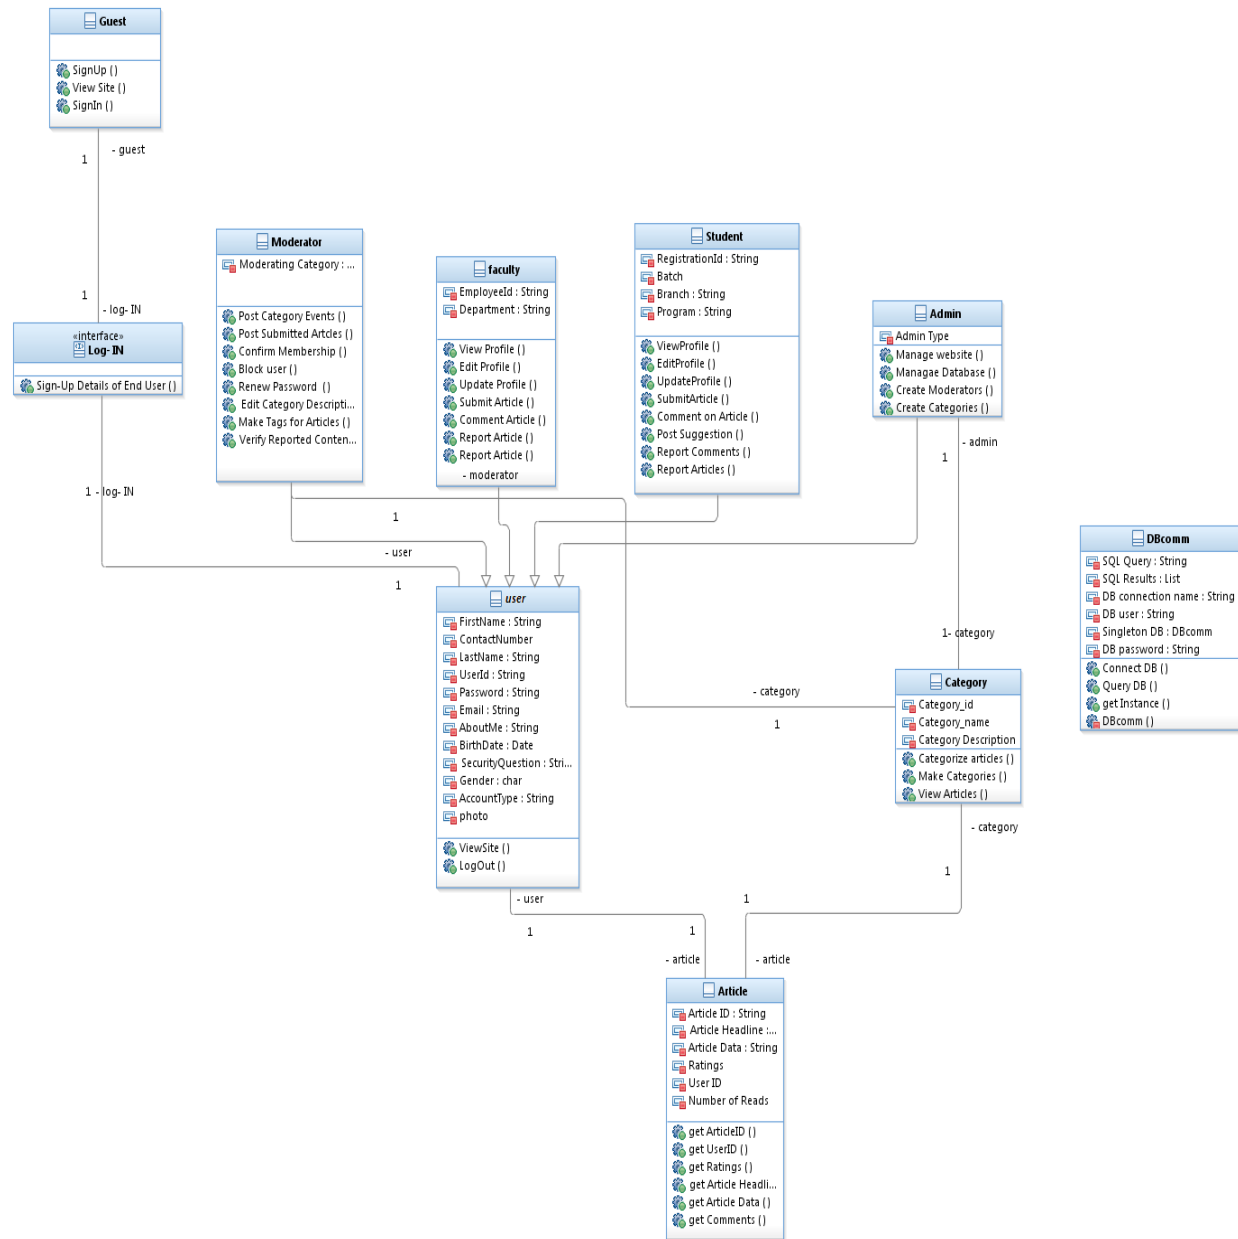 Guest
SignUp ()
View Site ()
SignIn ()
1
- guest
1
- log- IN
«interface»
Log- IN
Sign-Up Details of End User ()
1 - log- IN
1
Moderator
Moderating Category : ...
Post Category Events ()
Post Submitted Artcles ()
Confirm Membership ()
Block user ()
Renew Password ()
Edit Category Descripti...
Make Tags for Articles ()
Verify Reported Conten...
1
- user
faculty
EmployeeId : String
Department : String
View Profile ()
Edit Profile ()
Update Profile ()
Submit Article ()
Comment Article ()
Report Article ()
Report Article ()
- moderator
Student
RegistrationId : String
Batch
Branch : String
Program : String
ViewProfile ()
EditProfile ()
UpdateProfile ()
SubmitArticle ()
Comment on Article ()
Post Suggestion ()
Report Comments ()
Report Articles ()
Admin
Admin Type
Manage website ()
Managae Database ()
Create Moderators ()
Create Categories ()
- admin
1
1- category
DBcomm
SQL Query : String
SQL Results : List
DB connection name : String
DB user : String
Singleton DB : DBcomm
DB password : String
Connect DB ()
Query DB ()
get Instance ()
DBcomm ()
user
FirstName : String
ContactNumber
LastName : String
UserId : String
Password : String
Email : String
AboutMe : String
BirthDate : Date
SecurityQuestion : Stri...
Gender : char
AccountType : String
photo
ViewSite ()
LogOut ()
- category
1
Category
Category_id
Category_name
Category Description
Categorize articles ()
Make Categories ()
View Articles ()
- category
1
- user
1
1
1
- article
- article
Article
Article ID : String
Article Headline :...
Article Data : String
Ratings
User ID
Number of Reads
get ArticleID ()
get UserID ()
get Ratings ()
get Article Headli...
get Article Data ()
get Comments ()